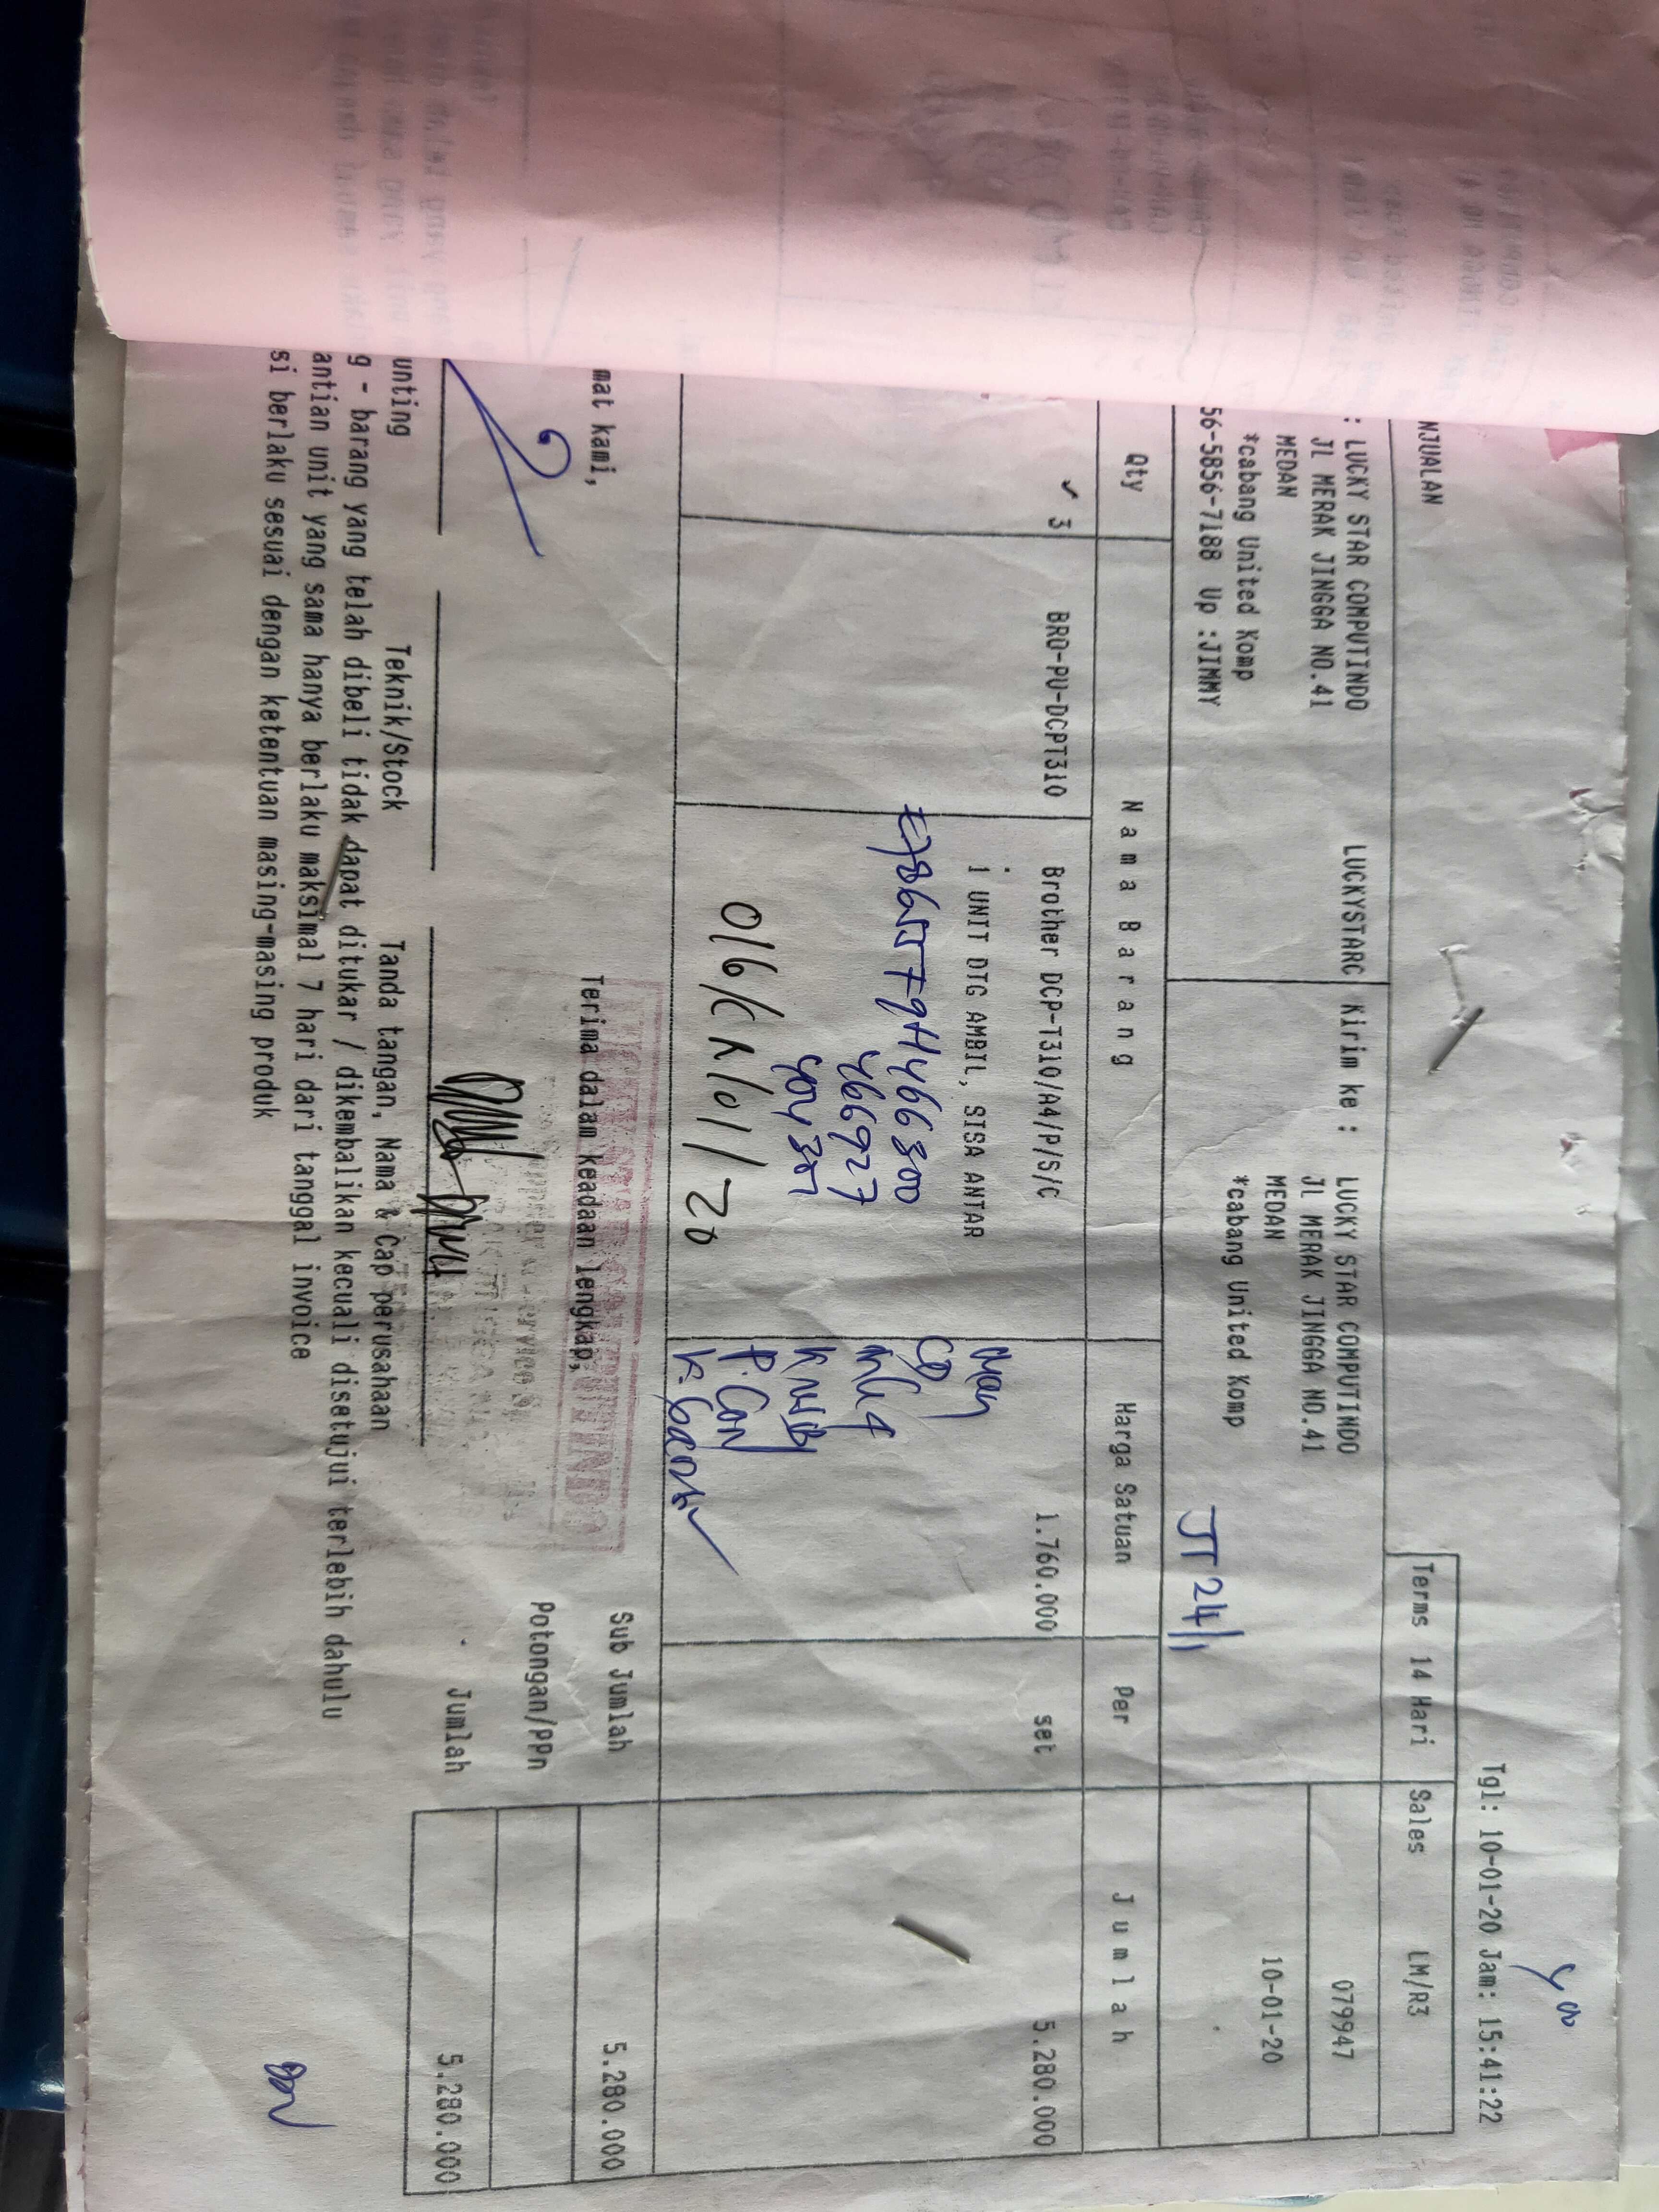 Tgl: 10-01-20 Jam: 15:41:22
NJUALAN
Terms 14 Hari Sales LM/R3
: LUCKY STAR COMPUTINDO LUCKYSTARC Kirim ke : LUCKY STAR COMPUTINDO 079947
JL MERAK JINGGA NO.41 JL MERAK JINGGA NO.41
MEDAN MEDAN 10-01-20
*cabang United Komp *cabang United Komp
56-5856-7188 Up :JIMMY JT 24/1
Qty Nama Barang Harga Satuan Per Jumlah
3 BRO-PU-DCPT310 Brother DCP-T310/A4/P/S/C 1.760.000 set 5.280.000
1 UNIT DTG AMBIL, SISA ANTAR
CD
466927
P. Con
016/K/01/20
mat kami, Terima dalam keadaan lengkap, Sub Jumlah 5.280.000
Potongan/PPn
Jumlah 5.280.000
unting Teknik/Stock Tanda tangan, Nama & Cap perusahaan
g - barang yang telah dibeli tidak dapat ditukar / dikembalikan kecuali disetujui terlebih dahulu
antian unit yang sama hanya berlaku maksimal 7 hari dari tanggal invoice
si berlaku sesuai dengan ketentuan masing-masing produk